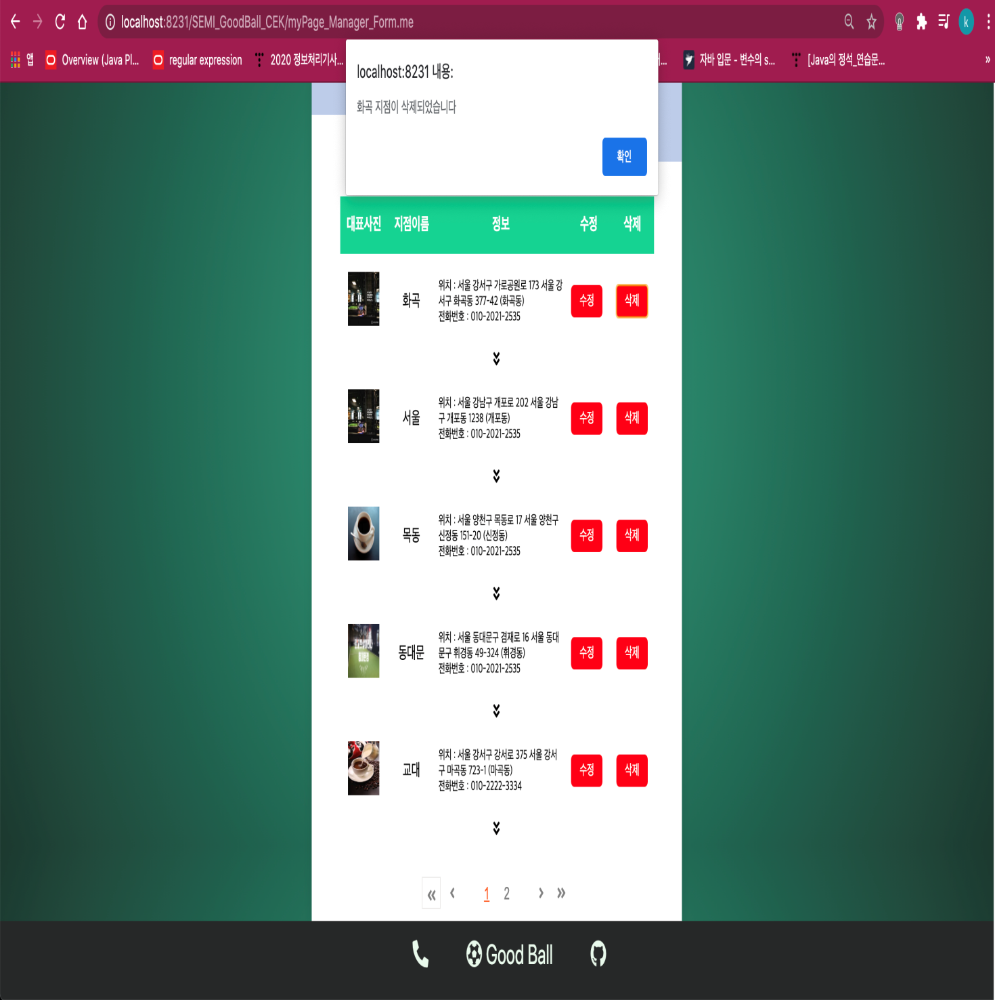 localhost:8231/SEMI_GoodBall_CEK/myPage_Manager_Form.me
k
앱
Overview (Java Pl...
regular expression
2020 정보처리기사...
자바 입문 - 변수의 s...
[Java의 정석_연습문...
»
localhost:8231 내용:
화곡 지점이 삭제되었습니다
확인
대표사진 지점이름 정보 수정 삭제
화곡
위치 : 서울 강서구 가로공원로 173 서울 강
서구 화곡동 377-42 (화곡동)
전화번호 : 010-2021-2535
수정 삭제
서울
위치 : 서울 강남구 개포로 202 서울 강남
구 개포동 1238 (개포동)
전화번호 : 010-2021-2535
수정 삭제
목동
위치 : 서울 양천구 목동로 17 서울 양천구
신정동 151-20 (신정동)
전화번호 : 010-2021-2535
수정 삭제
동대문
위치 : 서울 동대문구 겸재로 16 서울 동대
문구 휘경동 49-324 (휘경동)
전화번호 : 010-2021-2535
수정 삭제
교대
위치 : 서울 강서구 강서로 375 서울 강서
구 마곡동 723-1 (마곡동)
전화번호 : 010-2222-3334
수정 삭제
« ‹ 1 2 › »
Good Ball